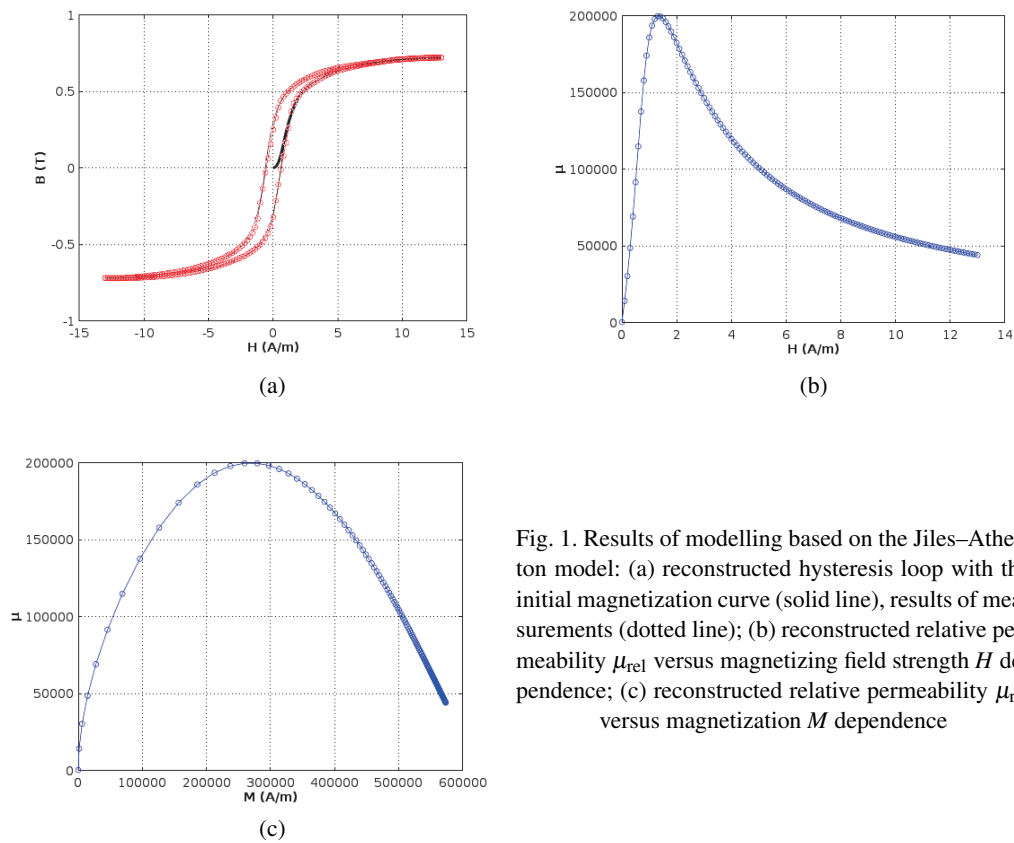 1
0.5
0
-0.5
-1
B (T)
-15 -10 -5 0 5 10 15
H (A/m)
(a)
200000
150000
100000
50000
0
μ
0 2 4 6 8 10 12 14
H (A/m)
(b)
200000
150000
100000
50000
0
μ
0 100000 200000 300000 400000 500000 600000
M (A/m)
(c)
Fig. 1. Results of modelling based on the Jiles–Ather
ton model: (a) reconstructed hysteresis loop with th
initial magnetization curve (solid line), results of mea
surements (dotted line); (b) reconstructed relative pe
meability μrel versus magnetizing field strength H de
pendence; (c) reconstructed relative permeability μr
versus magnetization M dependence